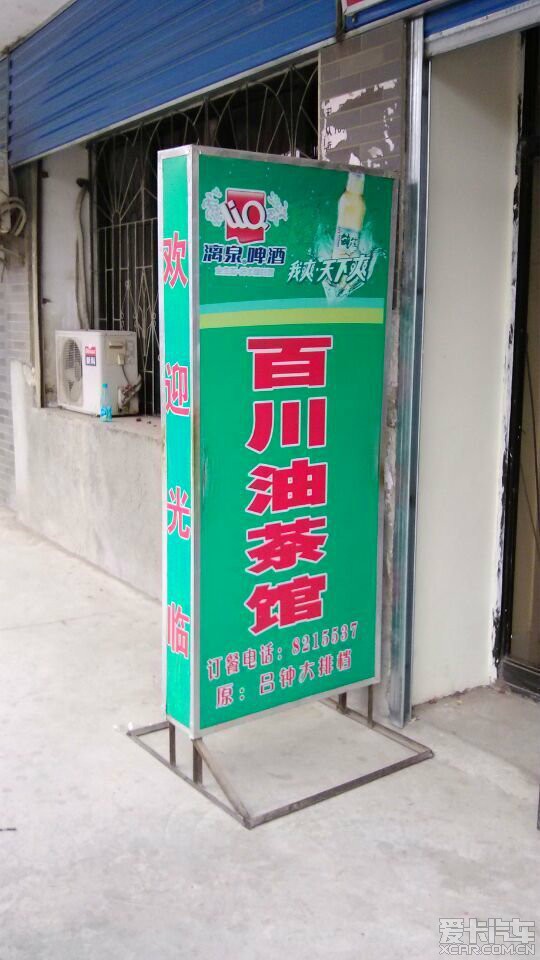 欢迎光临
LiQ
漓泉 啤酒
我爽·天下爽!
百川油茶馆
订餐电话:8215537
原:吕钟大排档
爱卡汽车
XCAR.COM.CN